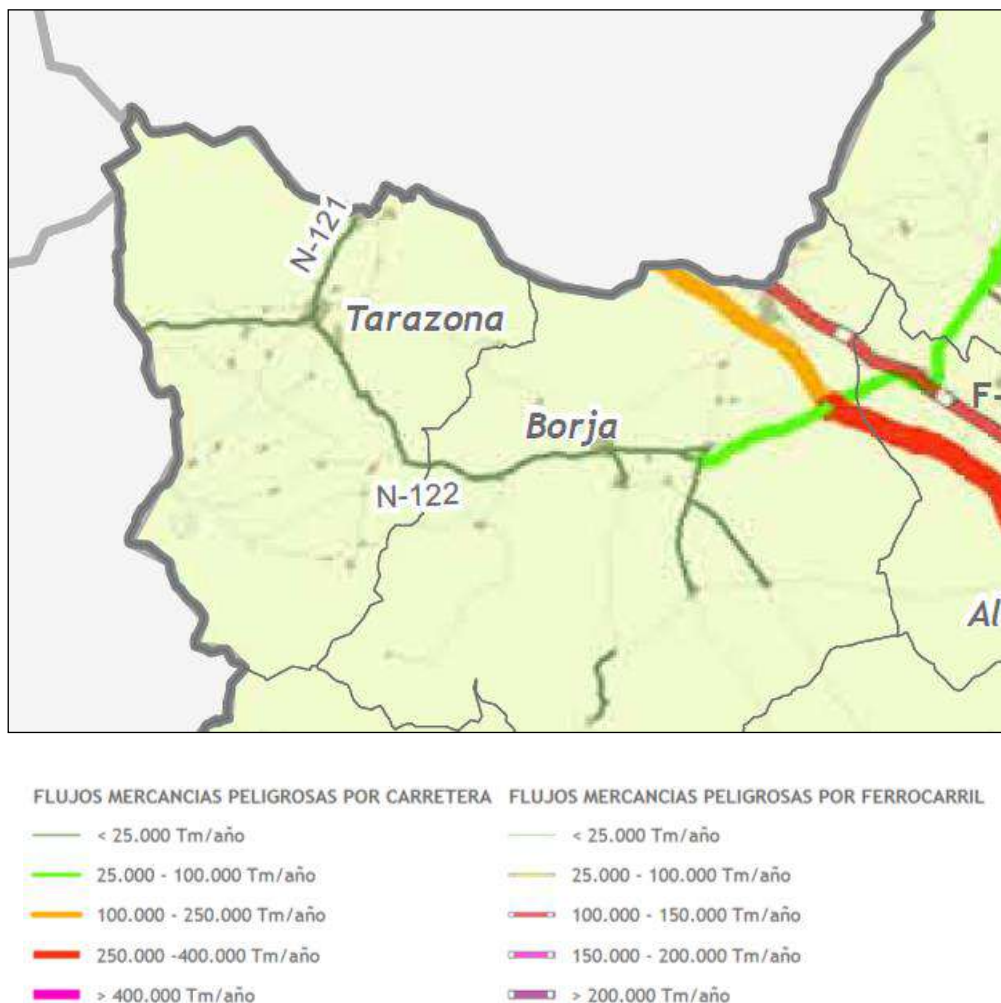 N-121
Tarazona
F-
Borja
N-122
Al
FLUJOS MERCANCIAS PELIGROSAS POR CARRETERA FLUJOS MERCANCIAS PELIGROSAS POR FERROCARRIL
< 25.000 Tm/año < 25.000 Tm/año
25.000 - 100.000 Tm/año 25.000 - 100.000 Tm/año
100.000 - 250.000 Tm/año 100.000 - 150.000 Tm/año
250.000 -400.000 Tm/año 150.000 - 200.000 Tm/año
> 400.000 Tm/año > 200.000 Tm/año